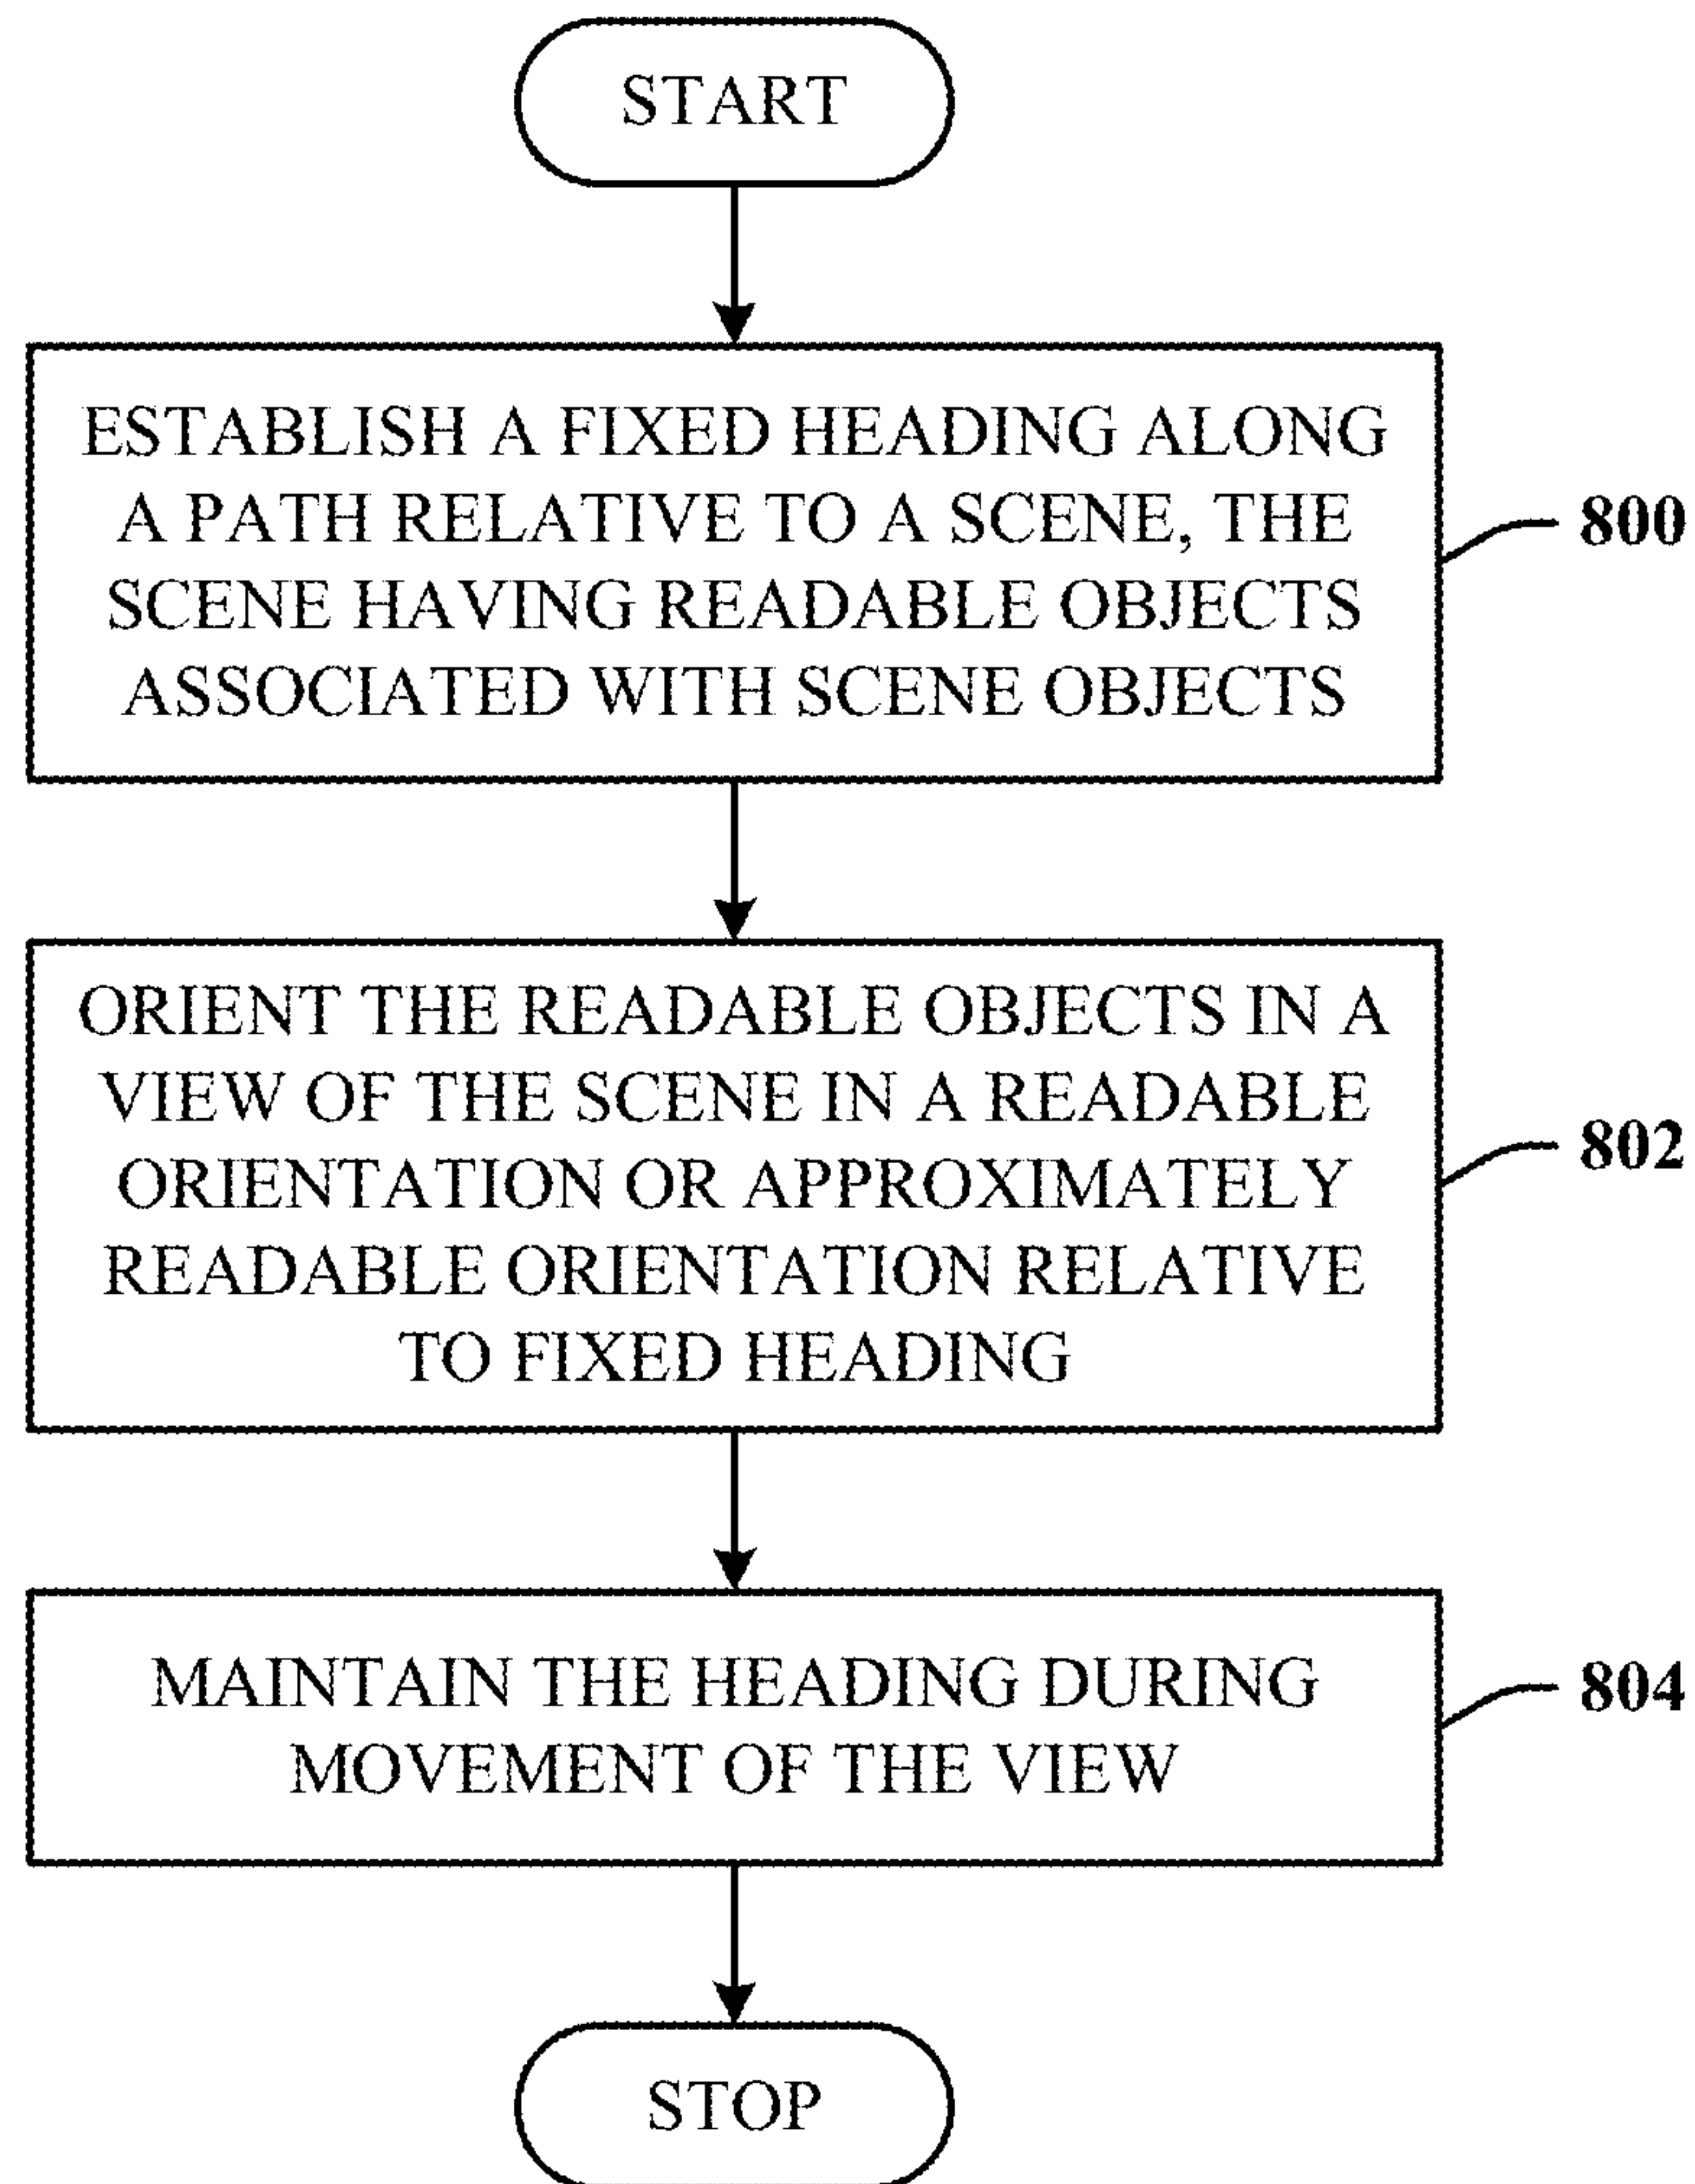 START
ESTABLISH A FIXED HEADING ALONG
A PATH RELATIVE TO A SCENE, THE
SCENE HAVING READABLE OBJECTS
ASSOCIATED WITH SCENE OBJECTS
800
ORIENT THE READABLE OBJECTS IN A
VIEW OF THE SCENE IN A READABLE
ORIENTATION OR APPROXIMATELY
READABLE ORIENTATION RELATIVE
TO FIXED HEADING
802
MAINTAIN THE HEADING DURING
MOVEMENT OF THE VIEW
804
STOP